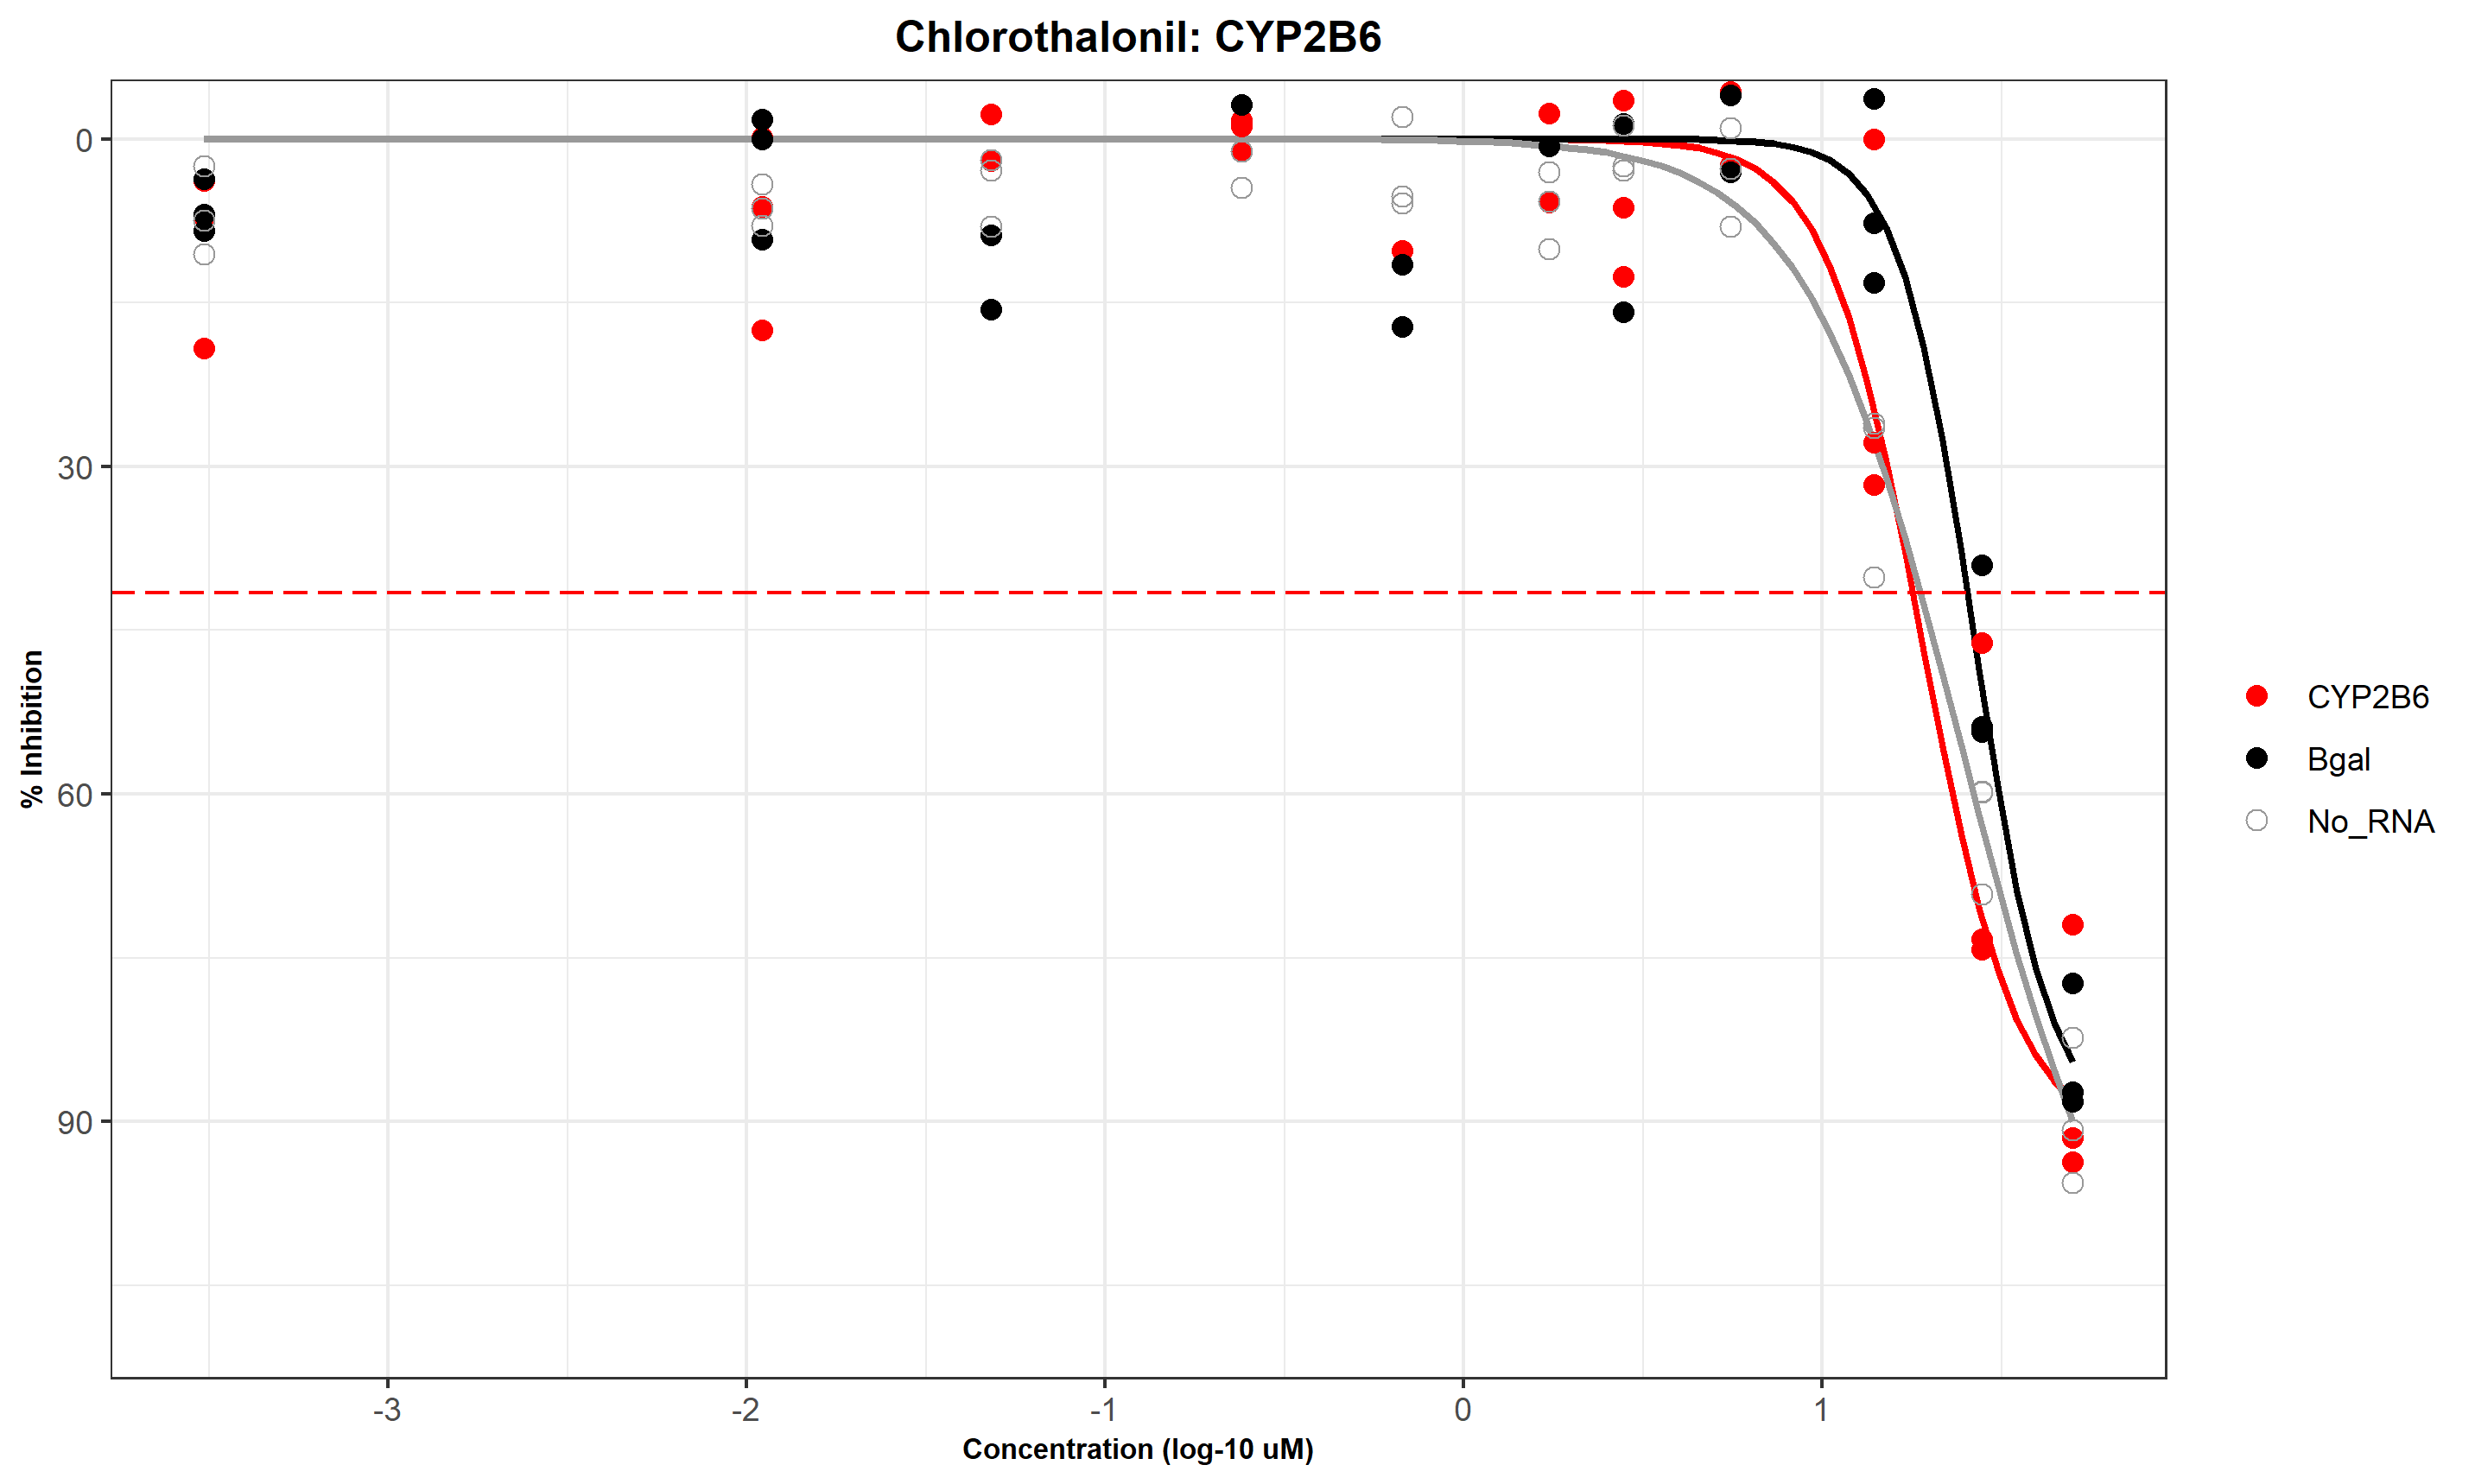 Chlorothalonil: CYP2B6
0
30
60
90
% Inhibition
-3
-2
-1
0
1
Concentration (log-10 uM)
CYP2B6
Bgal
No_RNA